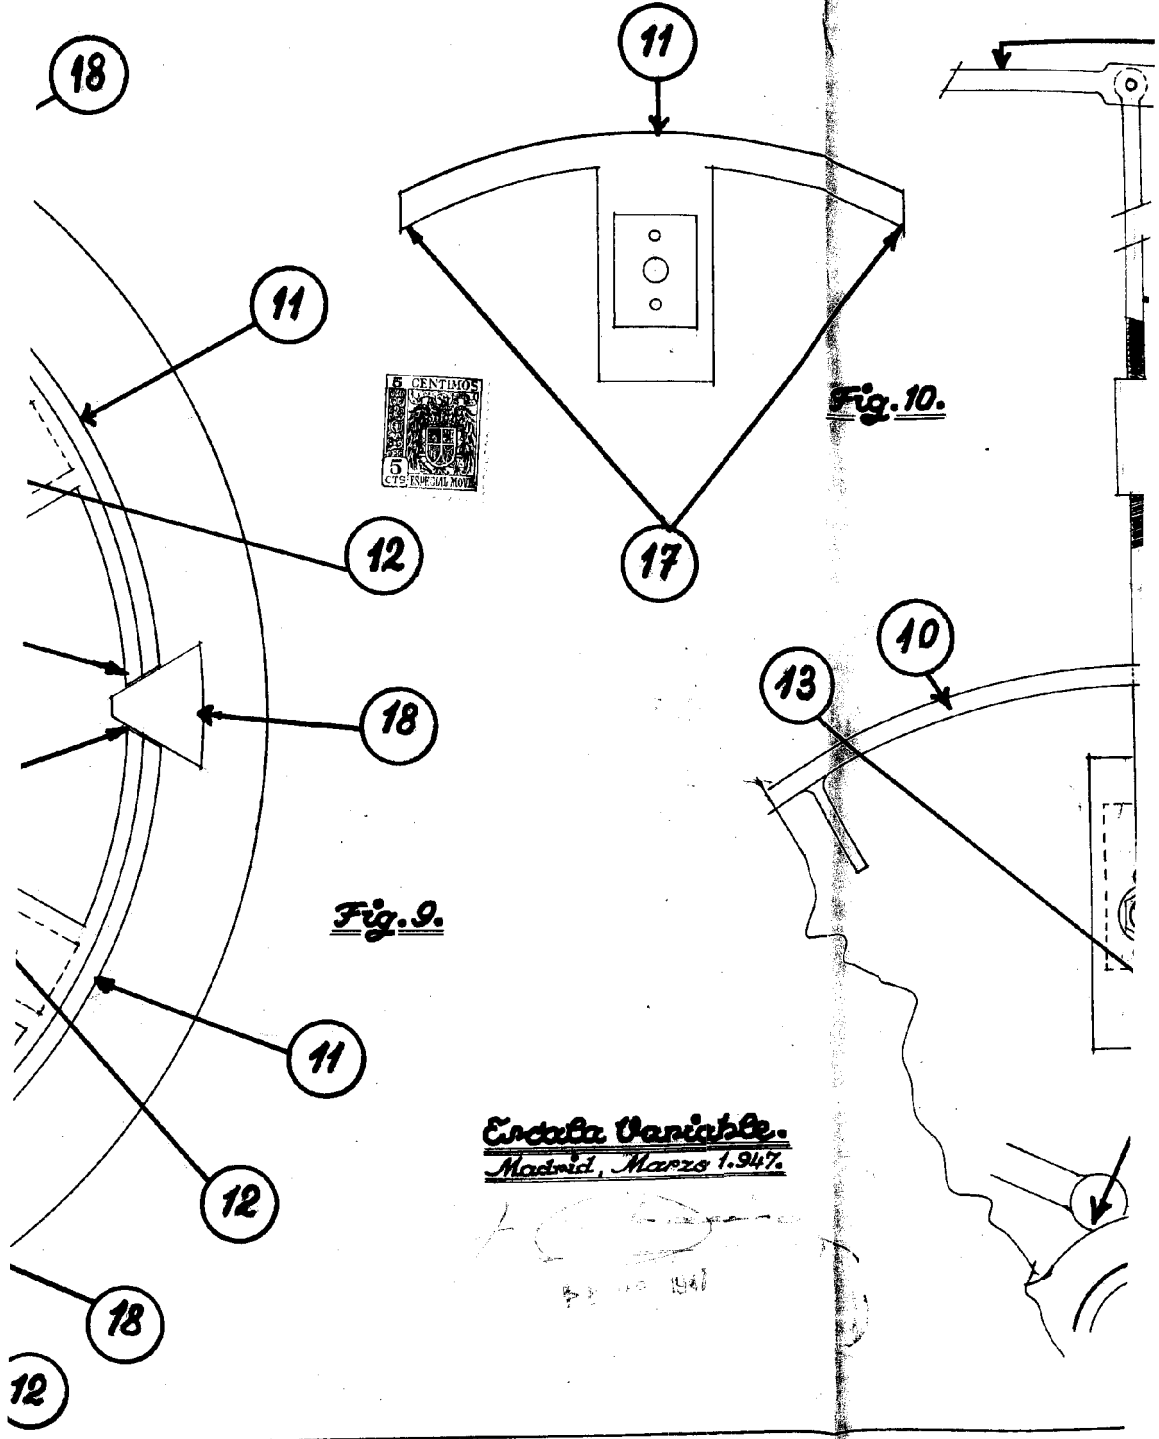 18
11
11
5 CENTIMOS
5
CTS ESPECIAL MOVIL
Fig. 10.
12
17
10
13
18
Fig. 9.
11
Escala Variable.
Madrid, Marzo 1.947.
12
18
12